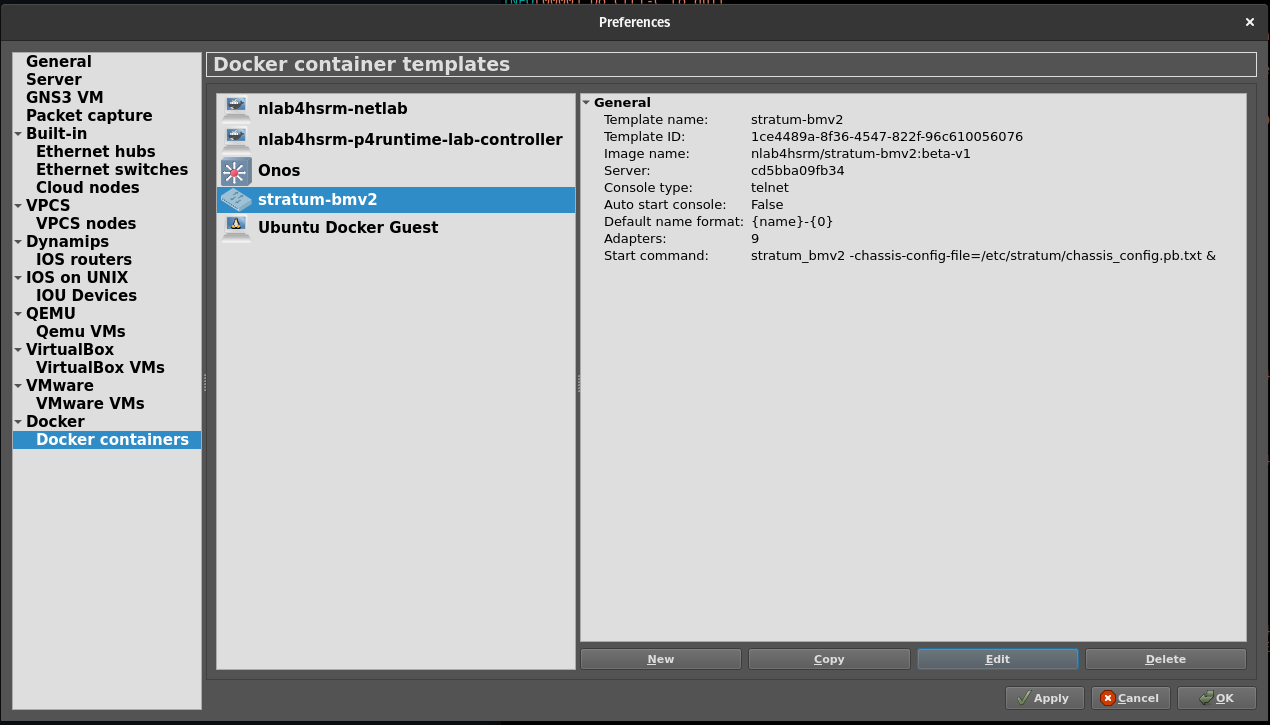 Preferences
General
Server
GNS3 VM
Packet capture
Built-in
Ethernet hubs
Ethernet switches
Cloud nodes
VPCS
VPCS nodes
Dynamips
IOS routers
IOS on UNIX
IOU Devices
QEMU
Qemu VMs
VirtualBox
VirtualBox VMs
VMware
VMware VMs
Docker
Docker containers
Docker container templates
nlab4hsrm-netlab
nlab4hsrm-p4runtime-lab-controller
Onos
stratum-bmv2
Ubuntu Docker Guest
General
Template name: stratum-bmv2
Template ID: 1ce4489a-8f36-4547-822f-96c610056076
Image name: nlab4hsrm/stratum-bmv2:beta-v1
Server: cd5bba09fb34
Console type: telnet
Auto start console: False
Default name format: {name}-{0}
Adapters: 9
Start command: stratum_bmv2 -chassis-config-file=/etc/stratum/chassis_config.pb.txt &
New Copy Edit Delete
Apply Cancel OK